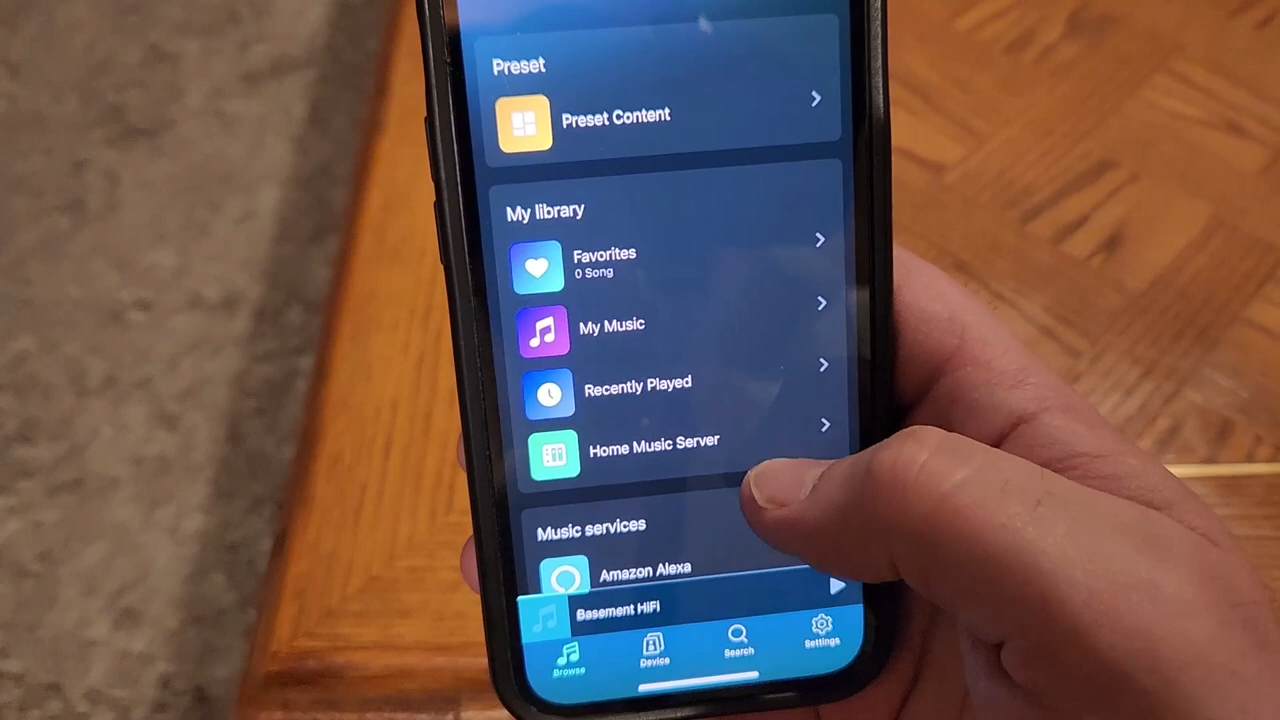 Preset
Preset Content
My library
Favorites
0 Song
My Music
Recently Played
Home Music Server
Music services
Amazon Alexa
Basement HiFi
Browse
Device
Search
Settings